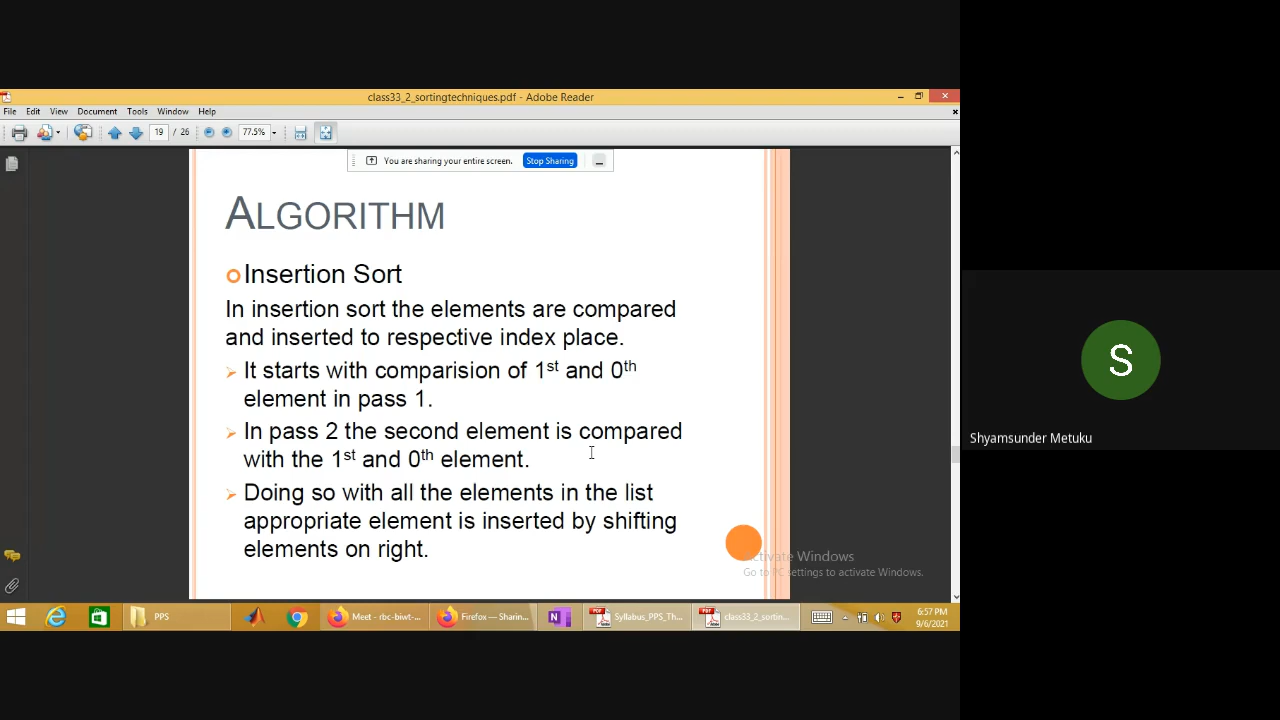 class33_2_sortingtechniques.pdf - Adobe Reader
File Edit View Document Tools Window Help
19 / 26 77.5%
You are sharing your entire screen. Stop Sharing
ALGORITHM
Insertion Sort
In insertion sort the elements are compared
and inserted to respective index place.
It starts with comparision of 1st and 0th
element in pass 1.
In pass 2 the second element is compared
with the 1st and 0th element.
Doing so with all the elements in the list
appropriate element is inserted by shifting
elements on right.
Activate Windows
Go to PC settings to activate Windows.
S
Shyamsunder Metuku
PPS
Meet - rbc-biwt-...
Firefox — Sharin...
Syllabus_PPS_Th...
class33_2_sortin...
6:57 PM
9/6/2021